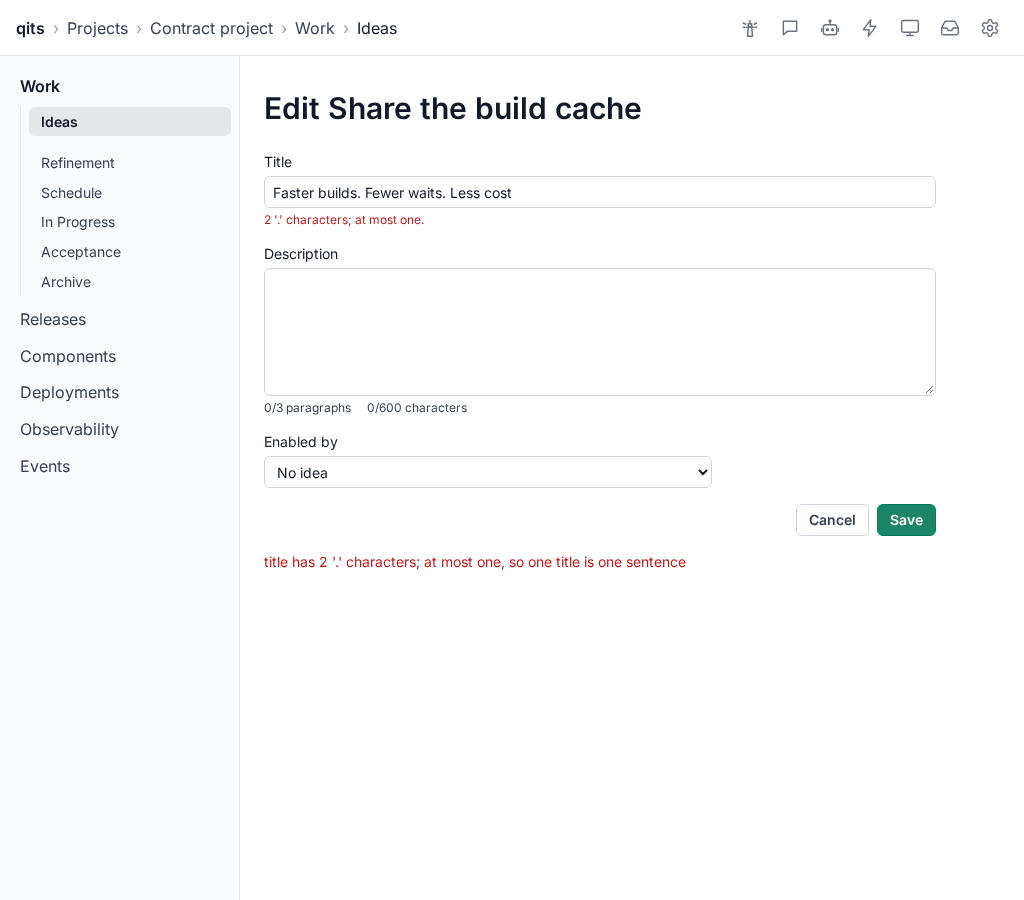 qits › Projects › Contract project › Work › Ideas
Work
Ideas
Refinement
Schedule
In Progress
Acceptance
Archive
Releases
Components
Deployments
Observability
Events
Edit Share the build cache
Title
Faster builds. Fewer waits. Less cost
2 '.' characters; at most one.
Description
0/3 paragraphs 0/600 characters
Enabled by
No idea
Cancel Save
title has 2 '.' characters; at most one, so one title is one sentence